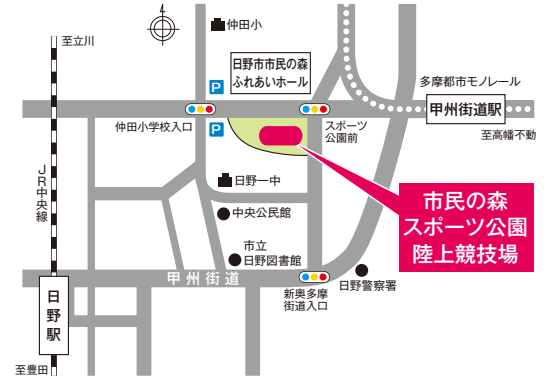 至立川
仲田小
日野市市民の森
ふれあいホール
多摩都市モノレール
P
甲州街道駅
仲田小学校入口
P
スポーツ
公園前
至高幡不動
JR中央線
日野一中
市民の森
スポーツ公園
陸上競技場
中央公民館
市立
日野図書館
甲州街道
日野警察署
新奥多摩
街道入口
日野駅
至豊田